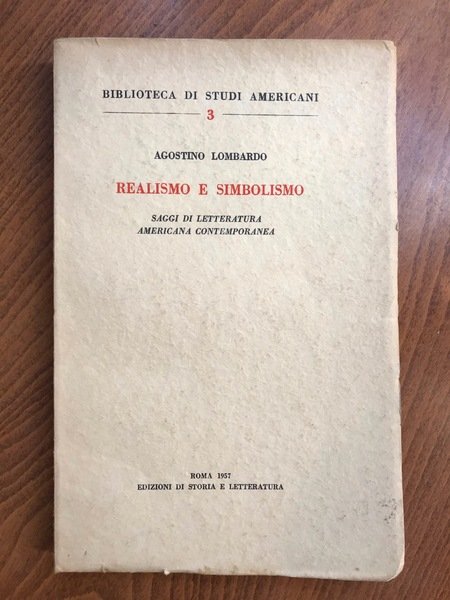 BIBLIOTECA DI STUDI AMERICANI
3
AGOSTINO LOMBARDO
REALISMO E SIMBOLISMO
SAGGI DI LETTERATURA
AMERICANA CONTEMPORANEA
ROMA 1957
EDIZIONI DI STORIA E LETTERATURA